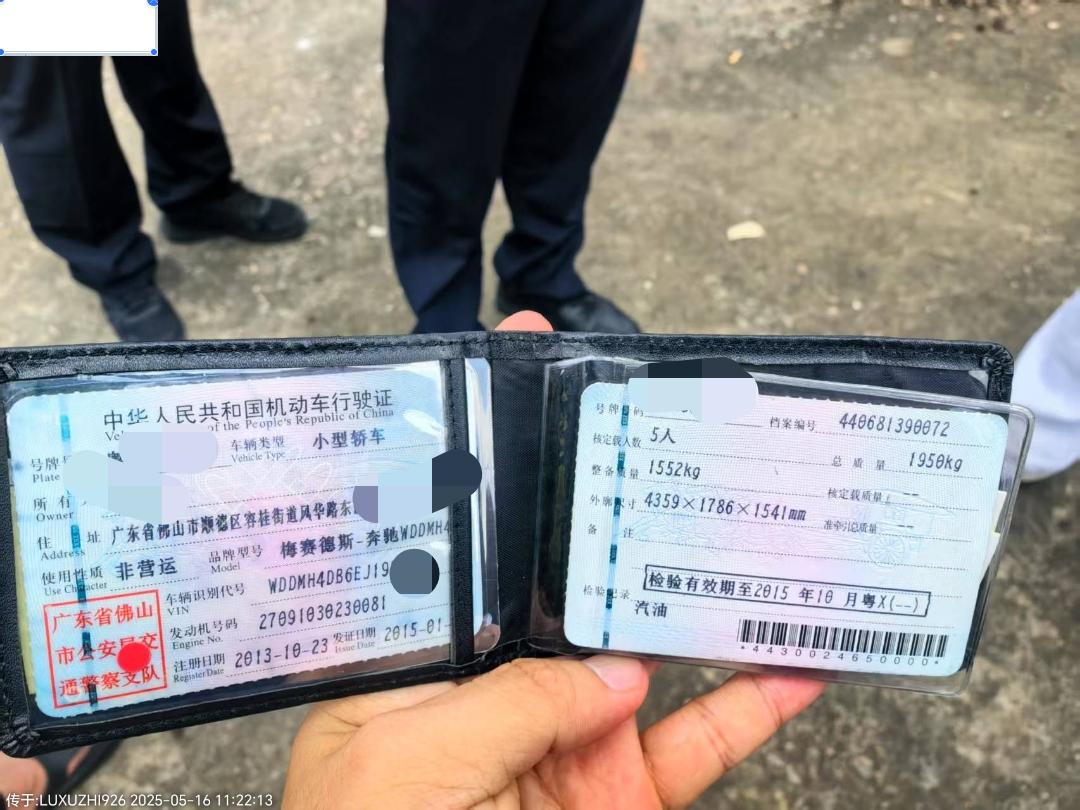 中华人民共和国机动车行驶证
of the People's Republic of China
号牌
Plate
车辆类型 小型轿车
Vehicle Type
所有
Owner
住 址 广东省佛山市顺德区容桂街道风华路东
Address
使用性质 非营运
Use Character
品牌型号 梅赛德斯-奔驰WDDMH4
Model
车辆识别代号 WDDMH4DB6EJ19
VIN
发动机号码 27091030230081
Engine No.
注册日期 2013-10-23
Register Date
发证日期 2015-01-
Issue Date
广东省佛山
市公安局交
通警察支队
号牌号码
档案编号 440681390072
核定载人数 5人
总质量 1950kg
整备质量 1552kg
核定载质量 --
外廓尺寸 4359×1786×1541mm
准牵引总质量 --
备 注
检验记录
检验有效期至2015年10月粤X(--)
汽油
*4430024650000*
传于:LUXUZHI926 2025-05-16 11:22:13